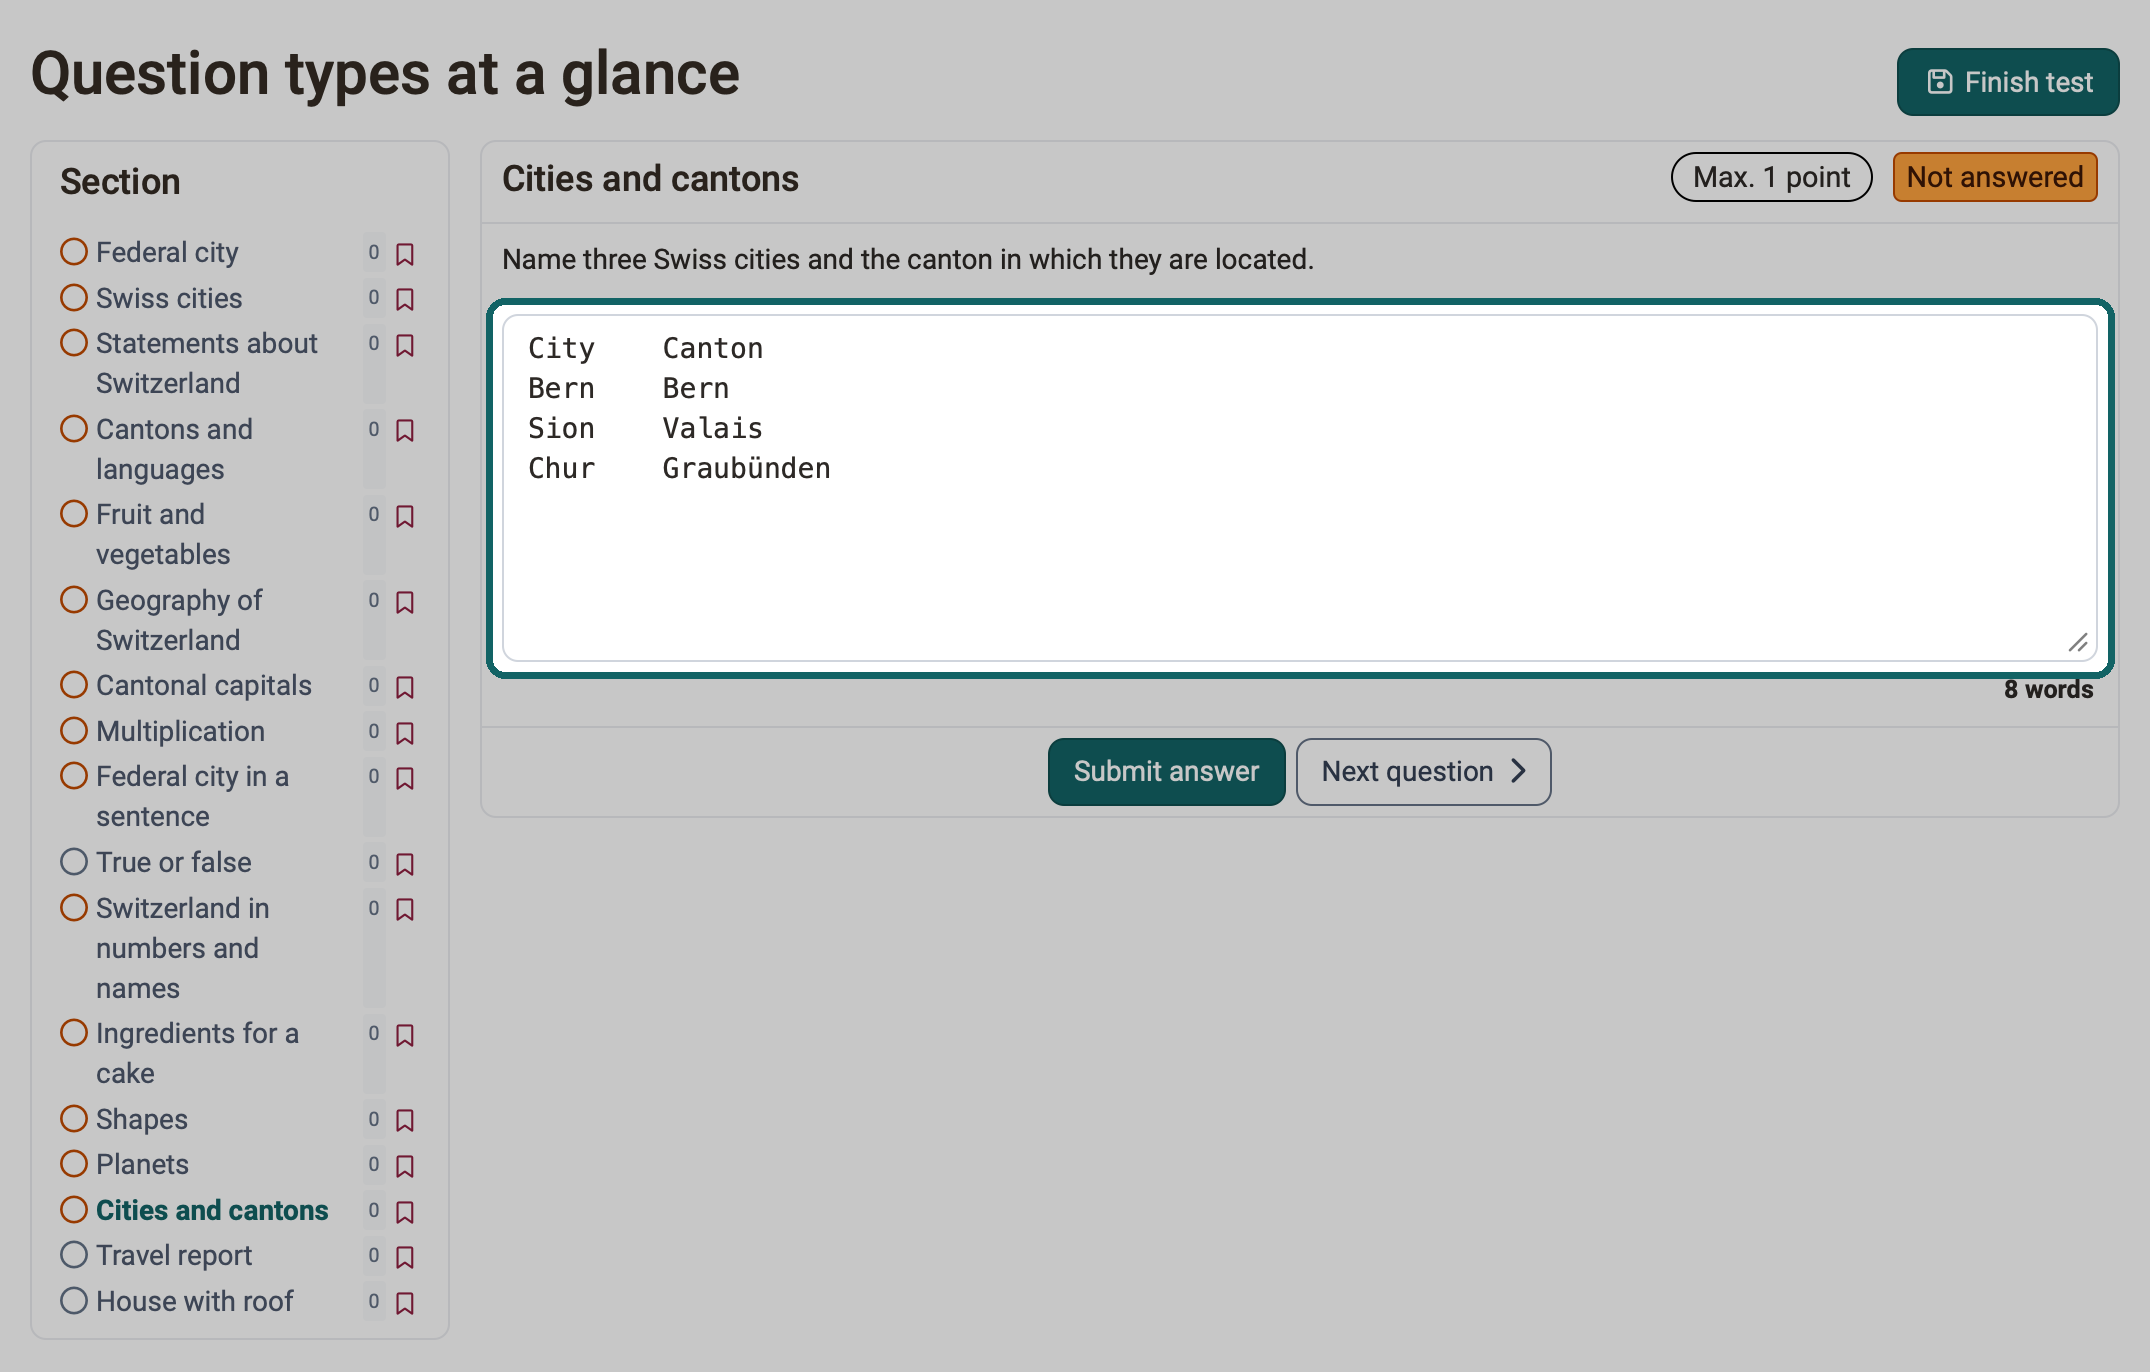 Question types at a glance
Finish test
Section
Federal city 0
Swiss cities 0
Statements about 0
Switzerland
Cantons and 0
languages
Fruit and 0
vegetables
Geography of 0
Switzerland
Cantonal capitals 0
Multiplication 0
Federal city in a 0
sentence
True or false 0
Switzerland in 0
numbers and
names
Ingredients for a 0
cake
Shapes 0
Planets 0
Cities and cantons 0
Travel report 0
House with roof 0
Cities and cantons
Max. 1 point
Not answered
Name three Swiss cities and the canton in which they are located.
City Canton
Bern Bern
Sion Valais
Chur Graubünden
8 words
Submit answer
Next question